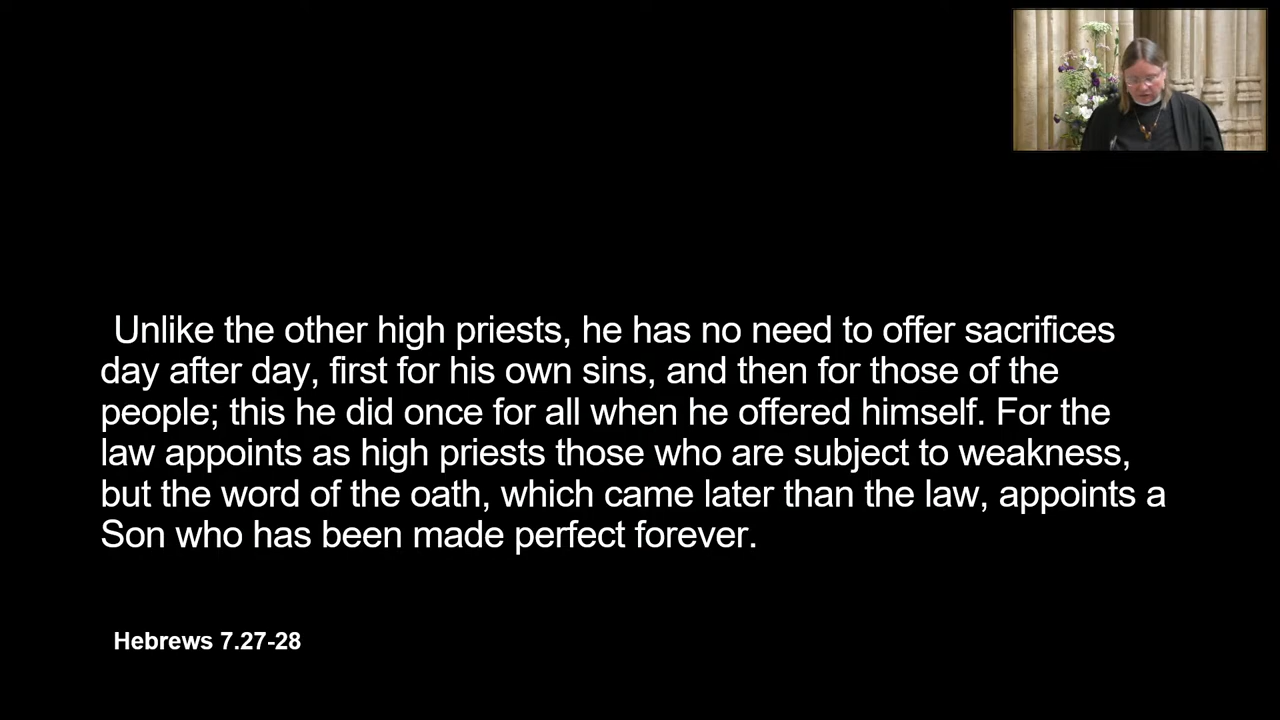 Unlike the other high priests, he has no need to offer sacrifices
day after day, first for his own sins, and then for those of the
people; this he did once for all when he offered himself. For the
law appoints as high priests those who are subject to weakness,
but the word of the oath, which came later than the law, appoints a
Son who has been made perfect forever.
Hebrews 7.27-28